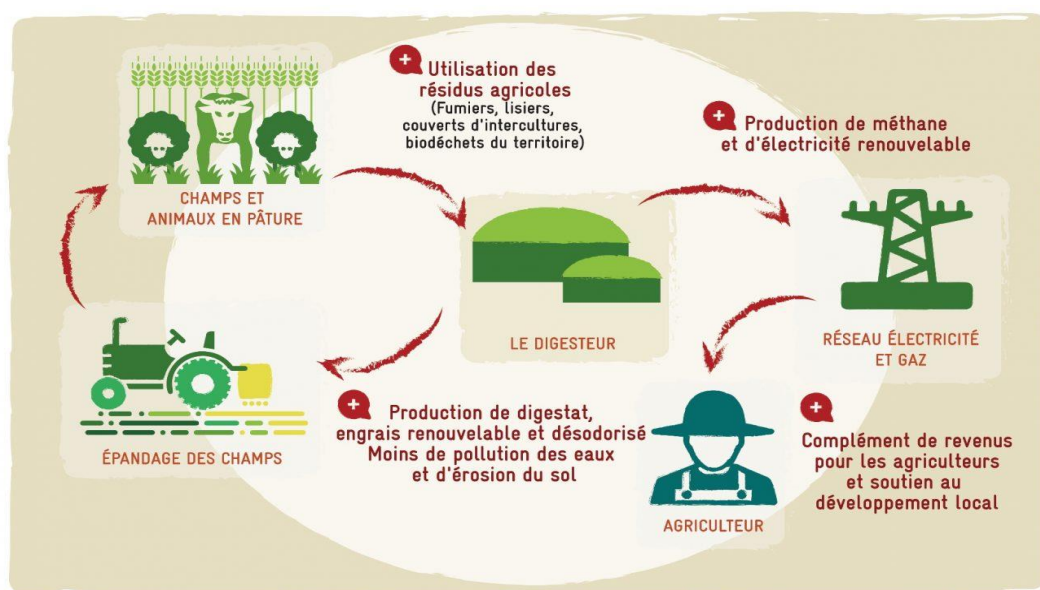 +
Utilisation des
résidus agricoles
(Fumiers, lisiers,
couverts d'intercultures,
biodéchets du territoire)
+
Production de méthane
et d'électricité renouvelable
CHAMPS ET
ANIMAUX EN PÂTURE
LE DIGESTEUR
RÉSEAU ÉLECTRICITÉ
ET GAZ
ÉPANDAGE DES CHAMPS
+
Production de digestat,
engrais renouvelable et désodorisé
Moins de pollution des eaux
et d'érosion du sol
AGRICULTEUR
+
Complément de revenus
pour les agriculteurs
et soutien au
développement local